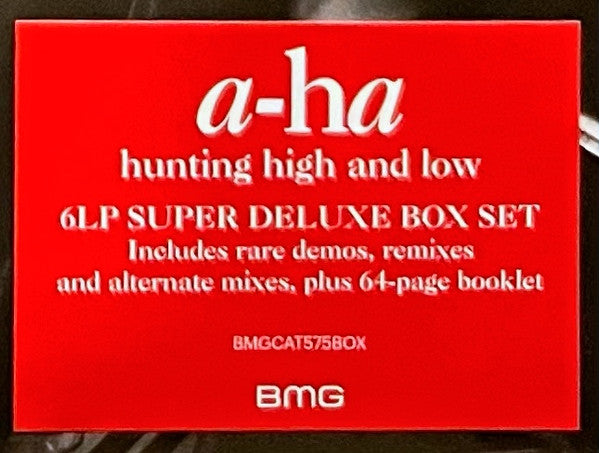 a-ha
hunting high and low
6LP SUPER DELUXE BOX SET
Includes rare demos, remixes
and alternate mixes, plus 64-page booklet
BMGCAT575BOX
BMG